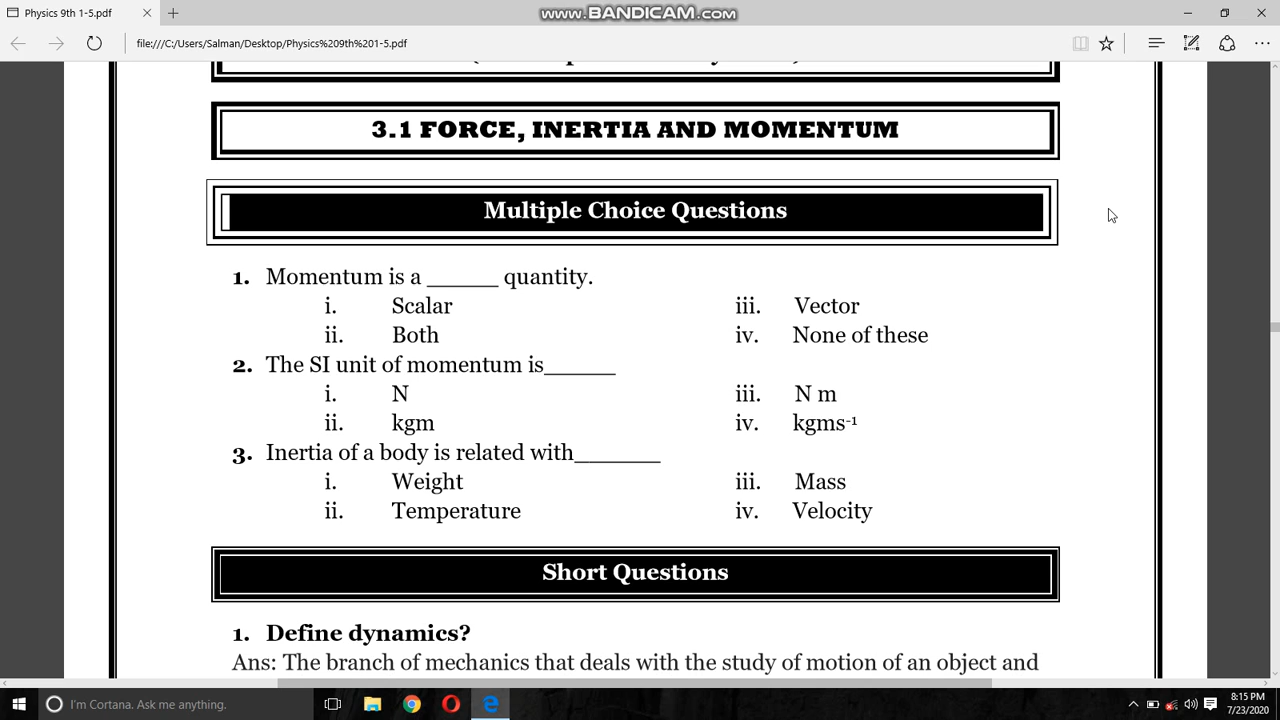 Physics 9th 1-5.pdf
www.BANDICAM.com
file:///C:/Users/Salman/Desktop/Physics%209th%201-5.pdf
3.1 FORCE, INERTIA AND MOMENTUM
Multiple Choice Questions
1. Momentum is a ______ quantity.
i. Scalar iii. Vector
ii. Both iv. None of these
2. The SI unit of momentum is______
i. N iii. N m
ii. kgm iv. kgms⁻¹
3. Inertia of a body is related with_______
i. Weight iii. Mass
ii. Temperature iv. Velocity
Short Questions
1. Define dynamics?
Ans: The branch of mechanics that deals with the study of motion of an object and
I'm Cortana. Ask me anything.
8:15 PM
7/23/2020